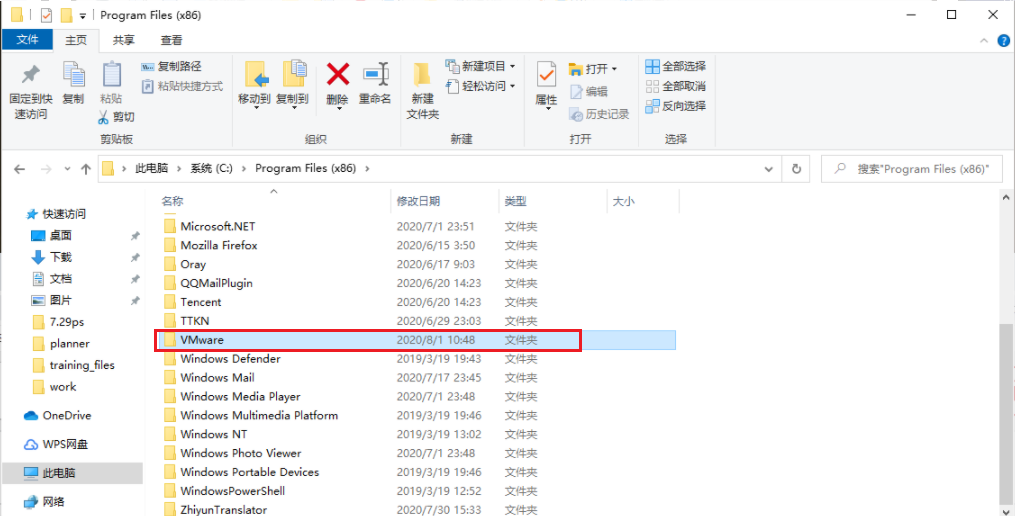 Program Files (x86)
文件 主页 共享 查看
固定到快速访问 复制 粘贴 复制路径 粘贴快捷方式 剪切 移动到 复制到 删除 重命名 新建文件夹 新建项目 轻松访问 属性 打开 编辑 历史记录 全部选择 全部取消 反向选择
剪贴板 组织 新建 打开 选择
此电脑 › 系统 (C:) › Program Files (x86) › 搜索"Program Files (x86)"
名称 修改日期 类型 大小
快速访问
桌面
下载
文档
图片
7.29ps
planner
training_files
work
OneDrive
WPS网盘
此电脑
网络
Microsoft.NET 2020/7/1 23:51 文件夹
Mozilla Firefox 2020/6/15 3:50 文件夹
Oray 2020/6/17 9:03 文件夹
QQMailPlugin 2020/6/20 14:23 文件夹
Tencent 2020/6/20 14:23 文件夹
TTKN 2020/6/29 23:03 文件夹
VMware 2020/8/1 10:48 文件夹
Windows Defender 2019/3/19 19:43 文件夹
Windows Mail 2020/7/17 23:45 文件夹
Windows Media Player 2020/7/1 23:48 文件夹
Windows Multimedia Platform 2019/3/19 19:46 文件夹
Windows NT 2019/3/19 13:02 文件夹
Windows Photo Viewer 2020/7/1 23:48 文件夹
Windows Portable Devices 2019/3/19 19:46 文件夹
WindowsPowerShell 2019/3/19 12:52 文件夹
ZhiyunTranslator 2020/7/30 15:33 文件夹